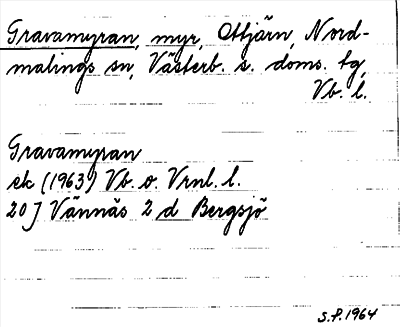 Gravamyran, myr, Ottjärn, Nord-
malings sn, Västerb. s. doms. tg,
Vb. l.
Gravamyran
ek (1963) Vb. o. Vrnl. l.
20 J Vännäs 2 d Bergsjö
S.P. 1964